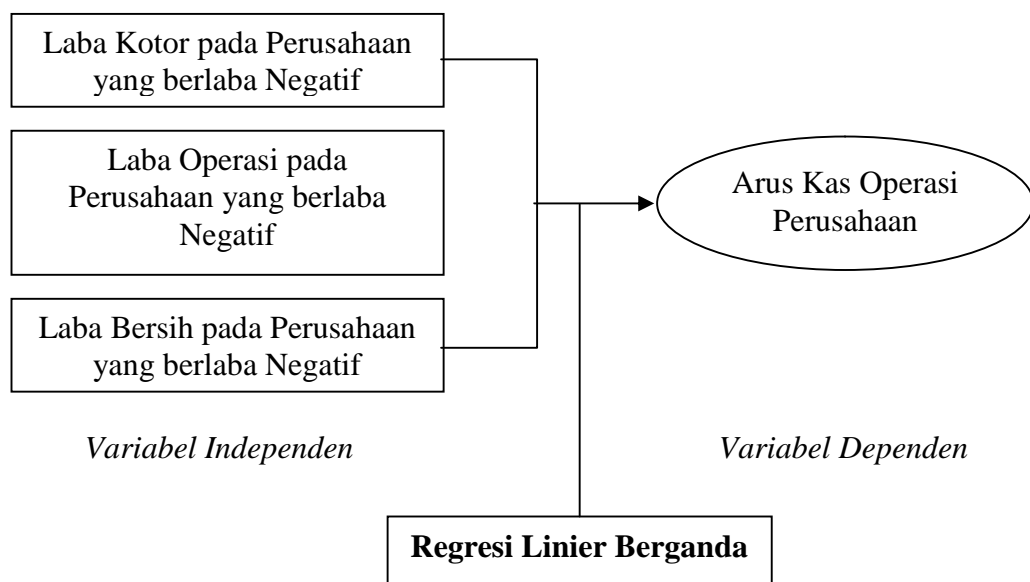 Laba Kotor pada Perusahaan
yang berlaba Negatif
Laba Operasi pada
Perusahaan yang berlaba
Negatif
Laba Bersih pada Perusahaan
yang berlaba Negatif
Arus Kas Operasi
Perusahaan
Variabel Independen
Variabel Dependen
Regresi Linier Berganda